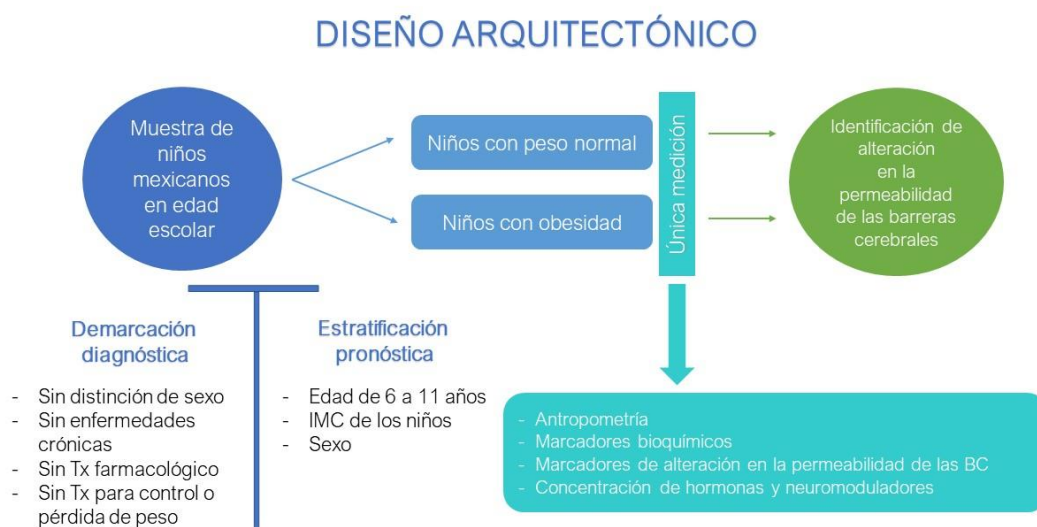 DISEÑO ARQUITECTÓNICO
Muestra de
niños
mexicanos
en edad
escolar
Niños con peso normal
Niños con obesidad
Única medición
Identificación de
alteración
en la
permeabilidad
de las barreras
cerebrales
Demarcación
diagnóstica
- Sin distinción de sexo
- Sin enfermedades
crónicas
- Sin Tx farmacológico
- Sin Tx para control o
pérdida de peso
Estratificación
pronóstica
- Edad de 6 a 11 años
- IMC de los niños
- Sexo
- Antropometría
- Marcadores bioquímicos
- Marcadores de alteración en la permeabilidad de las BC
- Concentración de hormonas y neuromoduladores